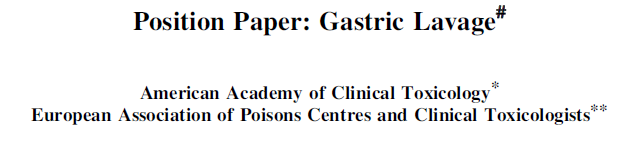 Position Paper: Gastric Lavage#
American Academy of Clinical Toxicology*
European Association of Poisons Centres and Clinical Toxicologists**